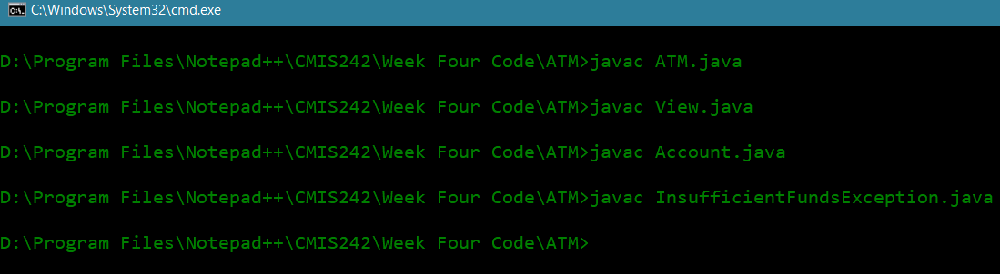 C:\Windows\System32\cmd.exe
D:\Program Files\Notepad++\CMIS242\Week Four Code\ATM>javac ATM.java
D:\Program Files\Notepad++\CMIS242\Week Four Code\ATM>javac View.java
D:\Program Files\Notepad++\CMIS242\Week Four Code\ATM>javac Account.java
D:\Program Files\Notepad++\CMIS242\Week Four Code\ATM>javac InsufficientFundsException.java
D:\Program Files\Notepad++\CMIS242\Week Four Code\ATM>